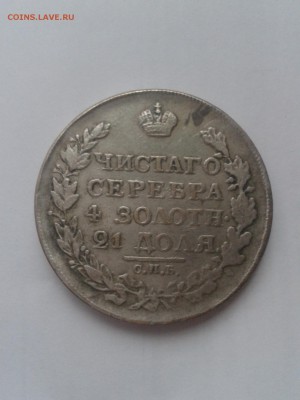 COINS.LAVE.RU
ЧИСТАГО
СЕРЕБРА
4 ЗОЛОТН
21 ДОЛЯ
С.П.Б.